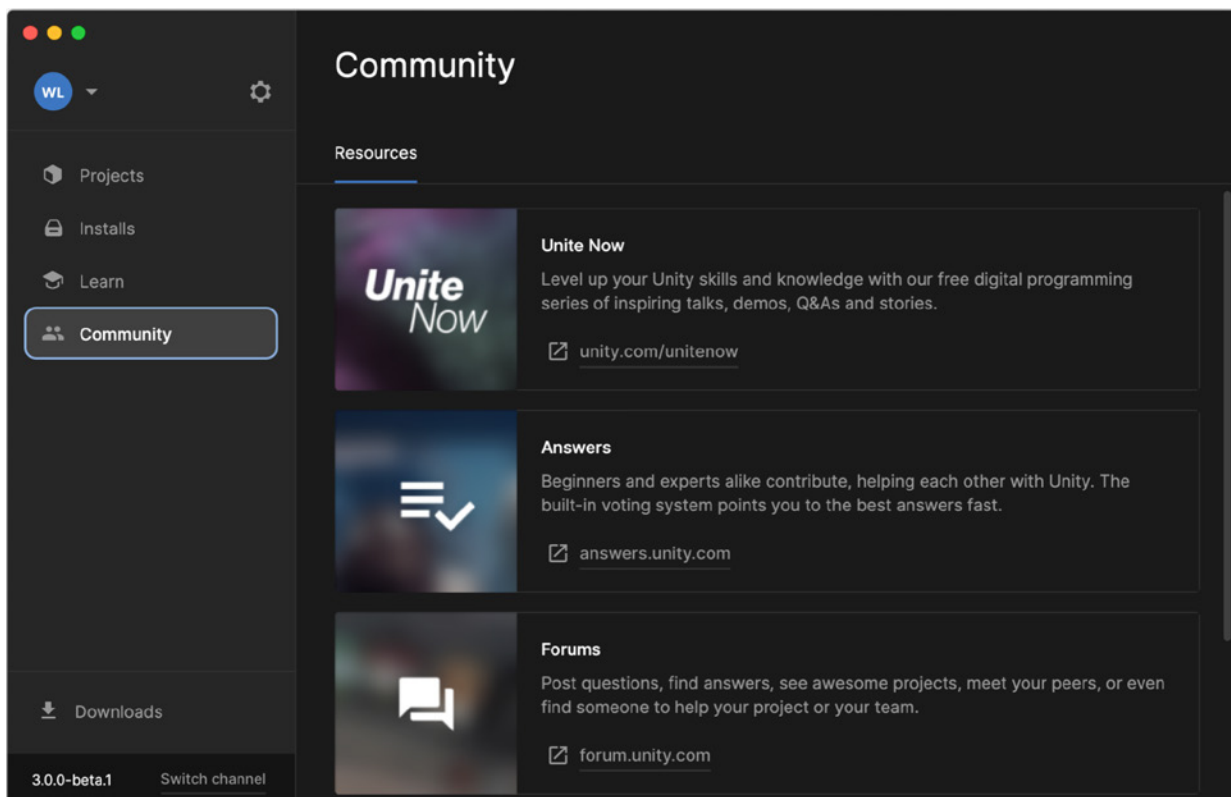 WL
Projects
Installs
Learn
Community
Downloads
3.0.0-beta.1 Switch channel
Community
Resources
Unite
Now
Unite Now
Level up your Unity skills and knowledge with our free digital programming
series of inspiring talks, demos, Q&As and stories.
unity.com/unitenow
Answers
Beginners and experts alike contribute, helping each other with Unity. The
built-in voting system points you to the best answers fast.
answers.unity.com
Forums
Post questions, find answers, see awesome projects, meet your peers, or even
find someone to help your project or your team.
forum.unity.com